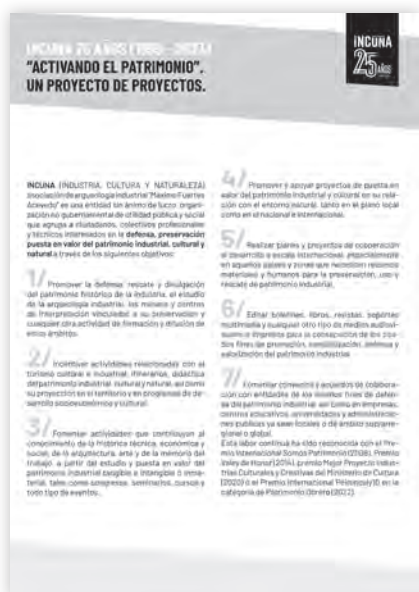 INCUNA 25 AÑOS (1999 - 2024)
"ACTIVANDO EL PATRIMONIO".
UN PROYECTO DE PROYECTOS.
INCUNA
25 AÑOS
INCUNA (INDUSTRIA, CULTURA Y NATURALEZA)
Asociación de arqueología industrial "Máximo Fuertes
Acevedo" es una entidad sin ánimo de lucro, organi-
zación no gubernamental de utilidad pública y social
que agrupa a ciudadanos, colectivos profesionales
y técnicos interesados en la defensa, preservación
puesta en valor del patrimonio industrial, cultural y
natural a través de los siguientes objetivos:
1/ Promover la defensa, rescate y divulgación
del patrimonio histórico de la industria, el estudio
de la arqueología industrial, los museos y centros
de interpretación vinculados a su preservación y
cualquier otra actividad de formación y difusión de
estos ámbitos.
2/ Incentivar actividades relacionadas con el
turismo cultural e industrial, itinerarios, didáctica
del patrimonio industrial, cultural y natural, así como
su proyección en el territorio y en programas de de-
sarrollo socioeconómico y cultural.
3/ Fomentar actividades que contribuyan al
conocimiento de la histórica técnica, económica y
social, de la arquitectura, arte y de la memoria del
trabajo, a partir del estudio y puesta en valor del
patrimonio industrial tangible e intangible o inma-
terial, tales como congresos, seminarios, cursos y
todo tipo de eventos.
4/ Promover y apoyar proyectos de puesta en
valor del patrimonio industrial y cultural en su rela-
ción con el entorno natural, tanto en el plano local
como en el nacional e internacional.
5/ Realizar planes y proyectos de cooperación
al desarrollo a escala internacional, especialmente
en aquellos países y zonas que necesiten recursos
materiales y humanos para la preservación, uso y
rescate de patrimonio industrial.
6/ Editar boletines, libros, revistas, soportes
multimedia y cualquier otro tipo de medios audiovi-
suales o impresos para la consecución de los
fines de promoción, sensibilización, defensa y
valorización del patrimonio industrial.
7/ Fomentar convenios y acuerdos de colabora-
ción con entidades de los mismos fines de defen-
sa del patrimonio industrial, así como en empresas,
centros educativos, universidades y administracio-
nes públicas ya sean locales o de ámbito supramre-
gional o global.
Esta labor continua ha sido reconocida con el Pre-
mio Internacional Somos Patrimonio (2008), Premio
de Honor (2014), premio Mejor Proyecto Indus-
trias Culturales y Creativas del Ministerio de Cultura
(2020) o el Premio International en la
categoría de Patrimonio Obrero (2022).